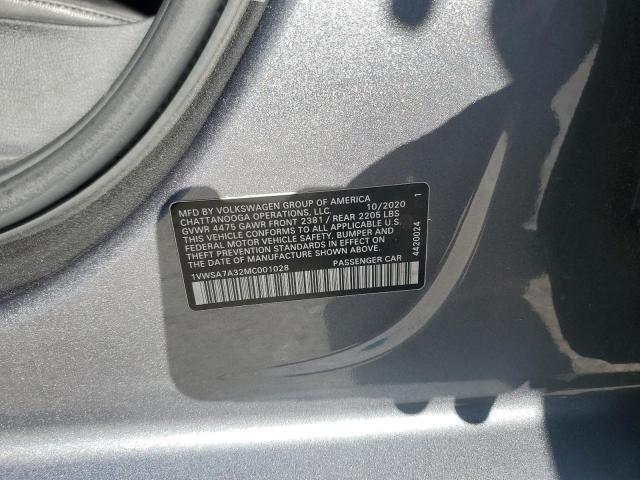 MFD BY VOLKSWAGEN GROUP OF AMERICA
CHATTANOOGA OPERATIONS, LLC. 10/2020 1
GVWR 4475 GAWR FRONT 2381 / REAR 2205 LBS
THIS VEHICLE CONFORMS TO ALL APPLICABLE
FEDERAL MOTOR VEHICLE SAFETY, BUMPER AND
THEFT PREVENTION STANDARDS IN EFFECT ON
THE DATE OF MANUFACTURE SHOWN ABOVE.
1VWSA7A32MC001028 PASSENGER CAR
4420024